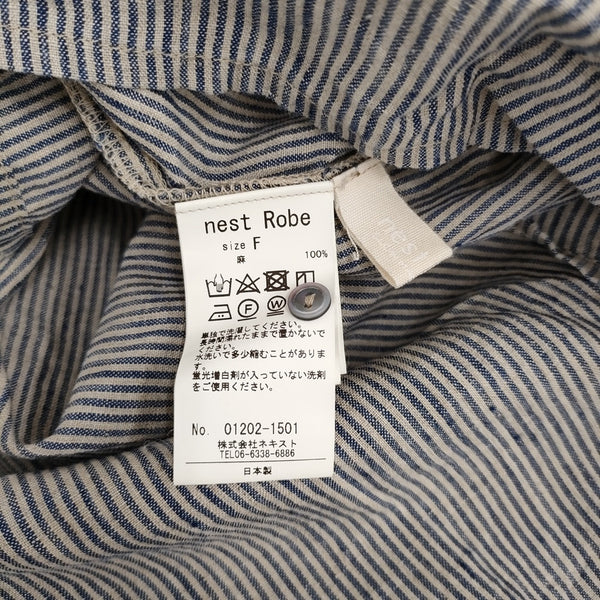 nest Robe
size F
麻 100%
単独で洗濯してください。
長時間濡れたままで置かないで
ください。
水洗いで多少縮むことがありま
す。
蛍光増白剤が入っていない洗剤
をご使用ください。
No. 01202-1501
株式会社ネキスト
TEL06-6338-6886
日本製
nes